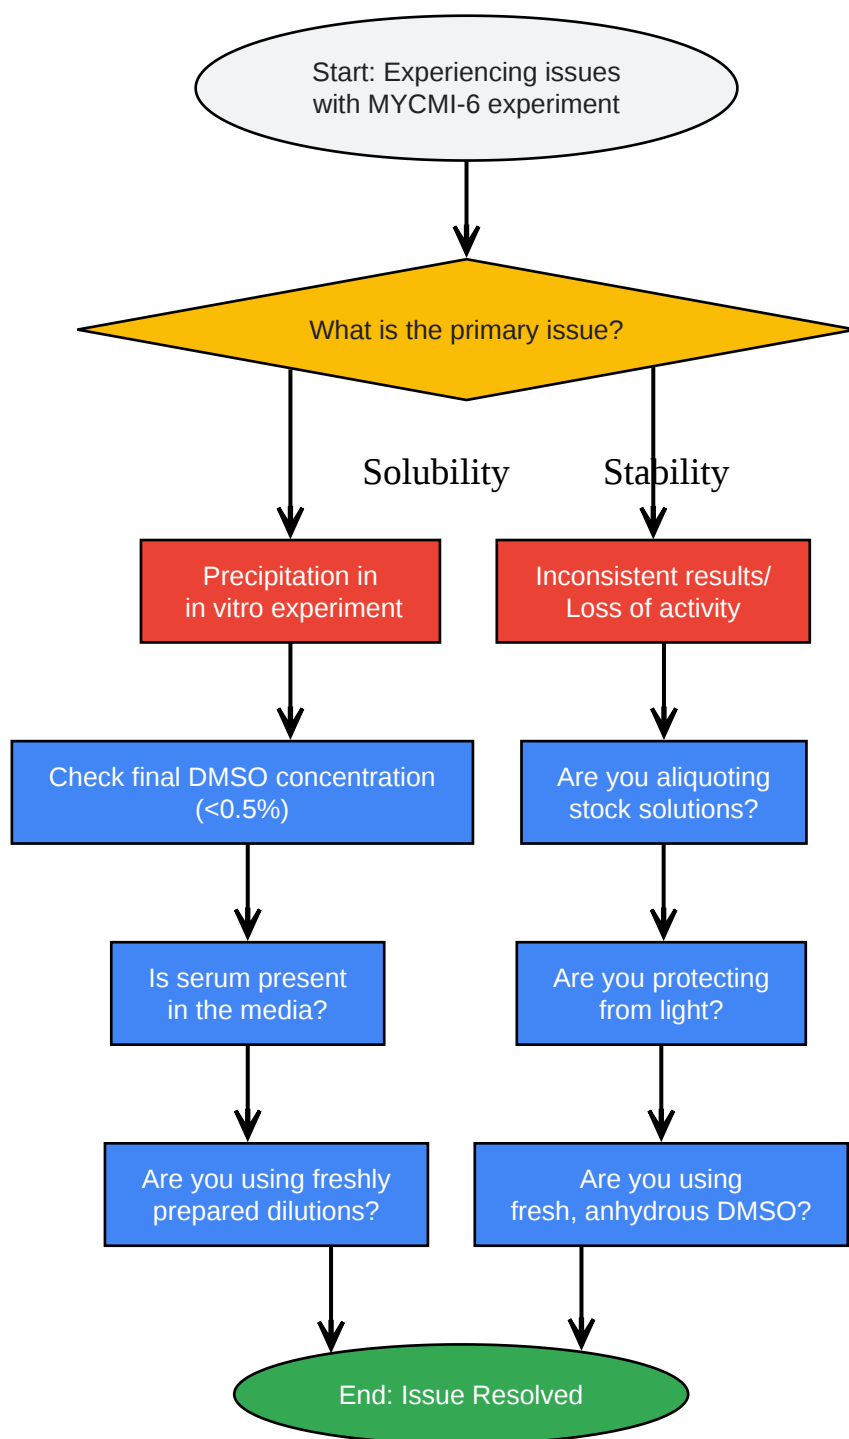 Start: Experiencing issues
with MYCMI-6 experiment
What is the primary issue?
Solubility
Stability
Precipitation in
in vitro experiment
Inconsistent results/
Loss of activity
Check final DMSO concentration
(<0.5%)
Are you aliquoting
stock solutions?
Is serum present
in the media?
Are you protecting
from light?
Are you using freshly
prepared dilutions?
Are you using
fresh, anhydrous DMSO?
End: Issue Resolved